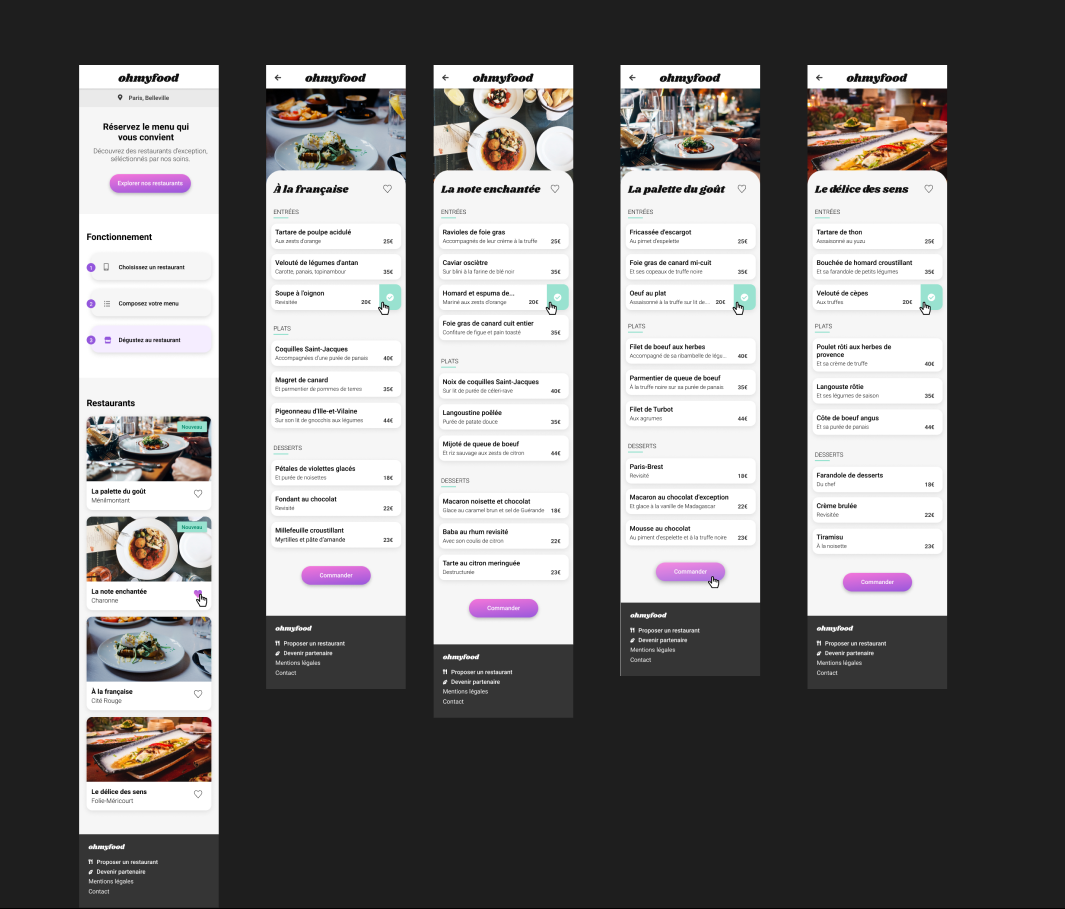 ohmyfood
Paris, Belleville
Réservez le menu qui
vous convient
Découvrez des restaurants d'exception,
séléctionnés par nos soins.
Explorer nos restaurants
Fonctionnement
1 Choisissez un restaurant
2 Composez votre menu
3 Dégustez au restaurant
Restaurants
Nouveau
La palette du goût
Ménilmontant
Nouveau
La note enchantée
Charonne
À la française
Cité Rouge
Le délice des sens
Folie-Méricourt
ohmyfood
Proposer un restaurant
Devenir partenaire
Mentions légales
Contact
ohmyfood
À la française
ENTRÉES
Tartare de poulpe acidulé
Aux zests d'orange 25€
Velouté de légumes d'antan
Carotte, panais, topinambour 35€
Soupe à l'oignon
Revisitée 20€
PLATS
Coquilles Saint-Jacques
Accompagnées d'une purée de panais 40€
Magret de canard
Et parmentier de pommes de terres 35€
Pigeonneau d'Ille-et-Vilaine
Sur son lit de gnocchis aux légumes 44€
DESSERTS
Pétales de violettes glacés
Et purée de noisettes 18€
Fondant au chocolat
Revisité 22€
Millefeuille croustillant
Myrtilles et pâte d'amande 23€
Commander
ohmyfood
Proposer un restaurant
Devenir partenaire
Mentions légales
Contact
ohmyfood
La note enchantée
ENTRÉES
Ravioles de foie gras
Accompagnés de leur crème à la truffe 25€
Caviar osciètre
Sur blini à la farine de blé noir 35€
Homard et espuma de...
Mariné aux zests d'orange 20€
Foie gras de canard cuit entier
Confiture de figue et pain toasté 35€
PLATS
Noix de coquilles Saint-Jacques
Sur lit de purée de céleri-rave 40€
Langoustine poêlée
Purée de patate douce 35€
Mijoté de queue de boeuf
Et riz sauvage aux zests de citron 44€
DESSERTS
Macaron noisette et chocolat
Glace au caramel brun et sel de Guérande 18€
Baba au rhum revisité
Avec son coulis de citron 22€
Tarte au citron meringuée
Destructurée 23€
Commander
ohmyfood
Proposer un restaurant
Devenir partenaire
Mentions légales
Contact
ohmyfood
La palette du goût
ENTRÉES
Fricassée d'escargot
Au piment d'espelette 25€
Foie gras de canard mi-cuit
Et ses copeaux de truffe noire 35€
Oeuf au plat
Assaisonné à la truffe sur lit de... 20€
PLATS
Filet de boeuf aux herbes
Accompagné de sa ribambelle de légu... 40€
Parmentier de queue de boeuf
À la truffe noire sur sa purée de panais 35€
Filet de Turbot
Aux agrumes 44€
DESSERTS
Paris-Brest
Revisité 18€
Macaron au chocolat d'exception
Et glace à la vanille de Madagascar 22€
Mousse au chocolat
Au piment d'espelette et à la truffe noire 23€
Commander
ohmyfood
Proposer un restaurant
Devenir partenaire
Mentions légales
Contact
ohmyfood
Le délice des sens
ENTRÉES
Tartare de thon
Assaisonné au yuzu 25€
Bouchée de homard croustillant
Et sa farandole de petits légumes 35€
Velouté de cèpes
Aux truffes 20€
PLATS
Poulet rôti aux herbes de
provence
Et sa crème de truffe 40€
Langouste rôtie
Et ses légumes de saison 35€
Côte de boeuf angus
Et sa purée de panais 44€
DESSERTS
Farandole de desserts
Du chef 18€
Crème brulée
Revisitée 22€
Tiramisu
À la noisette 23€
Commander
ohmyfood
Proposer un restaurant
Devenir partenaire
Mentions légales
Contact